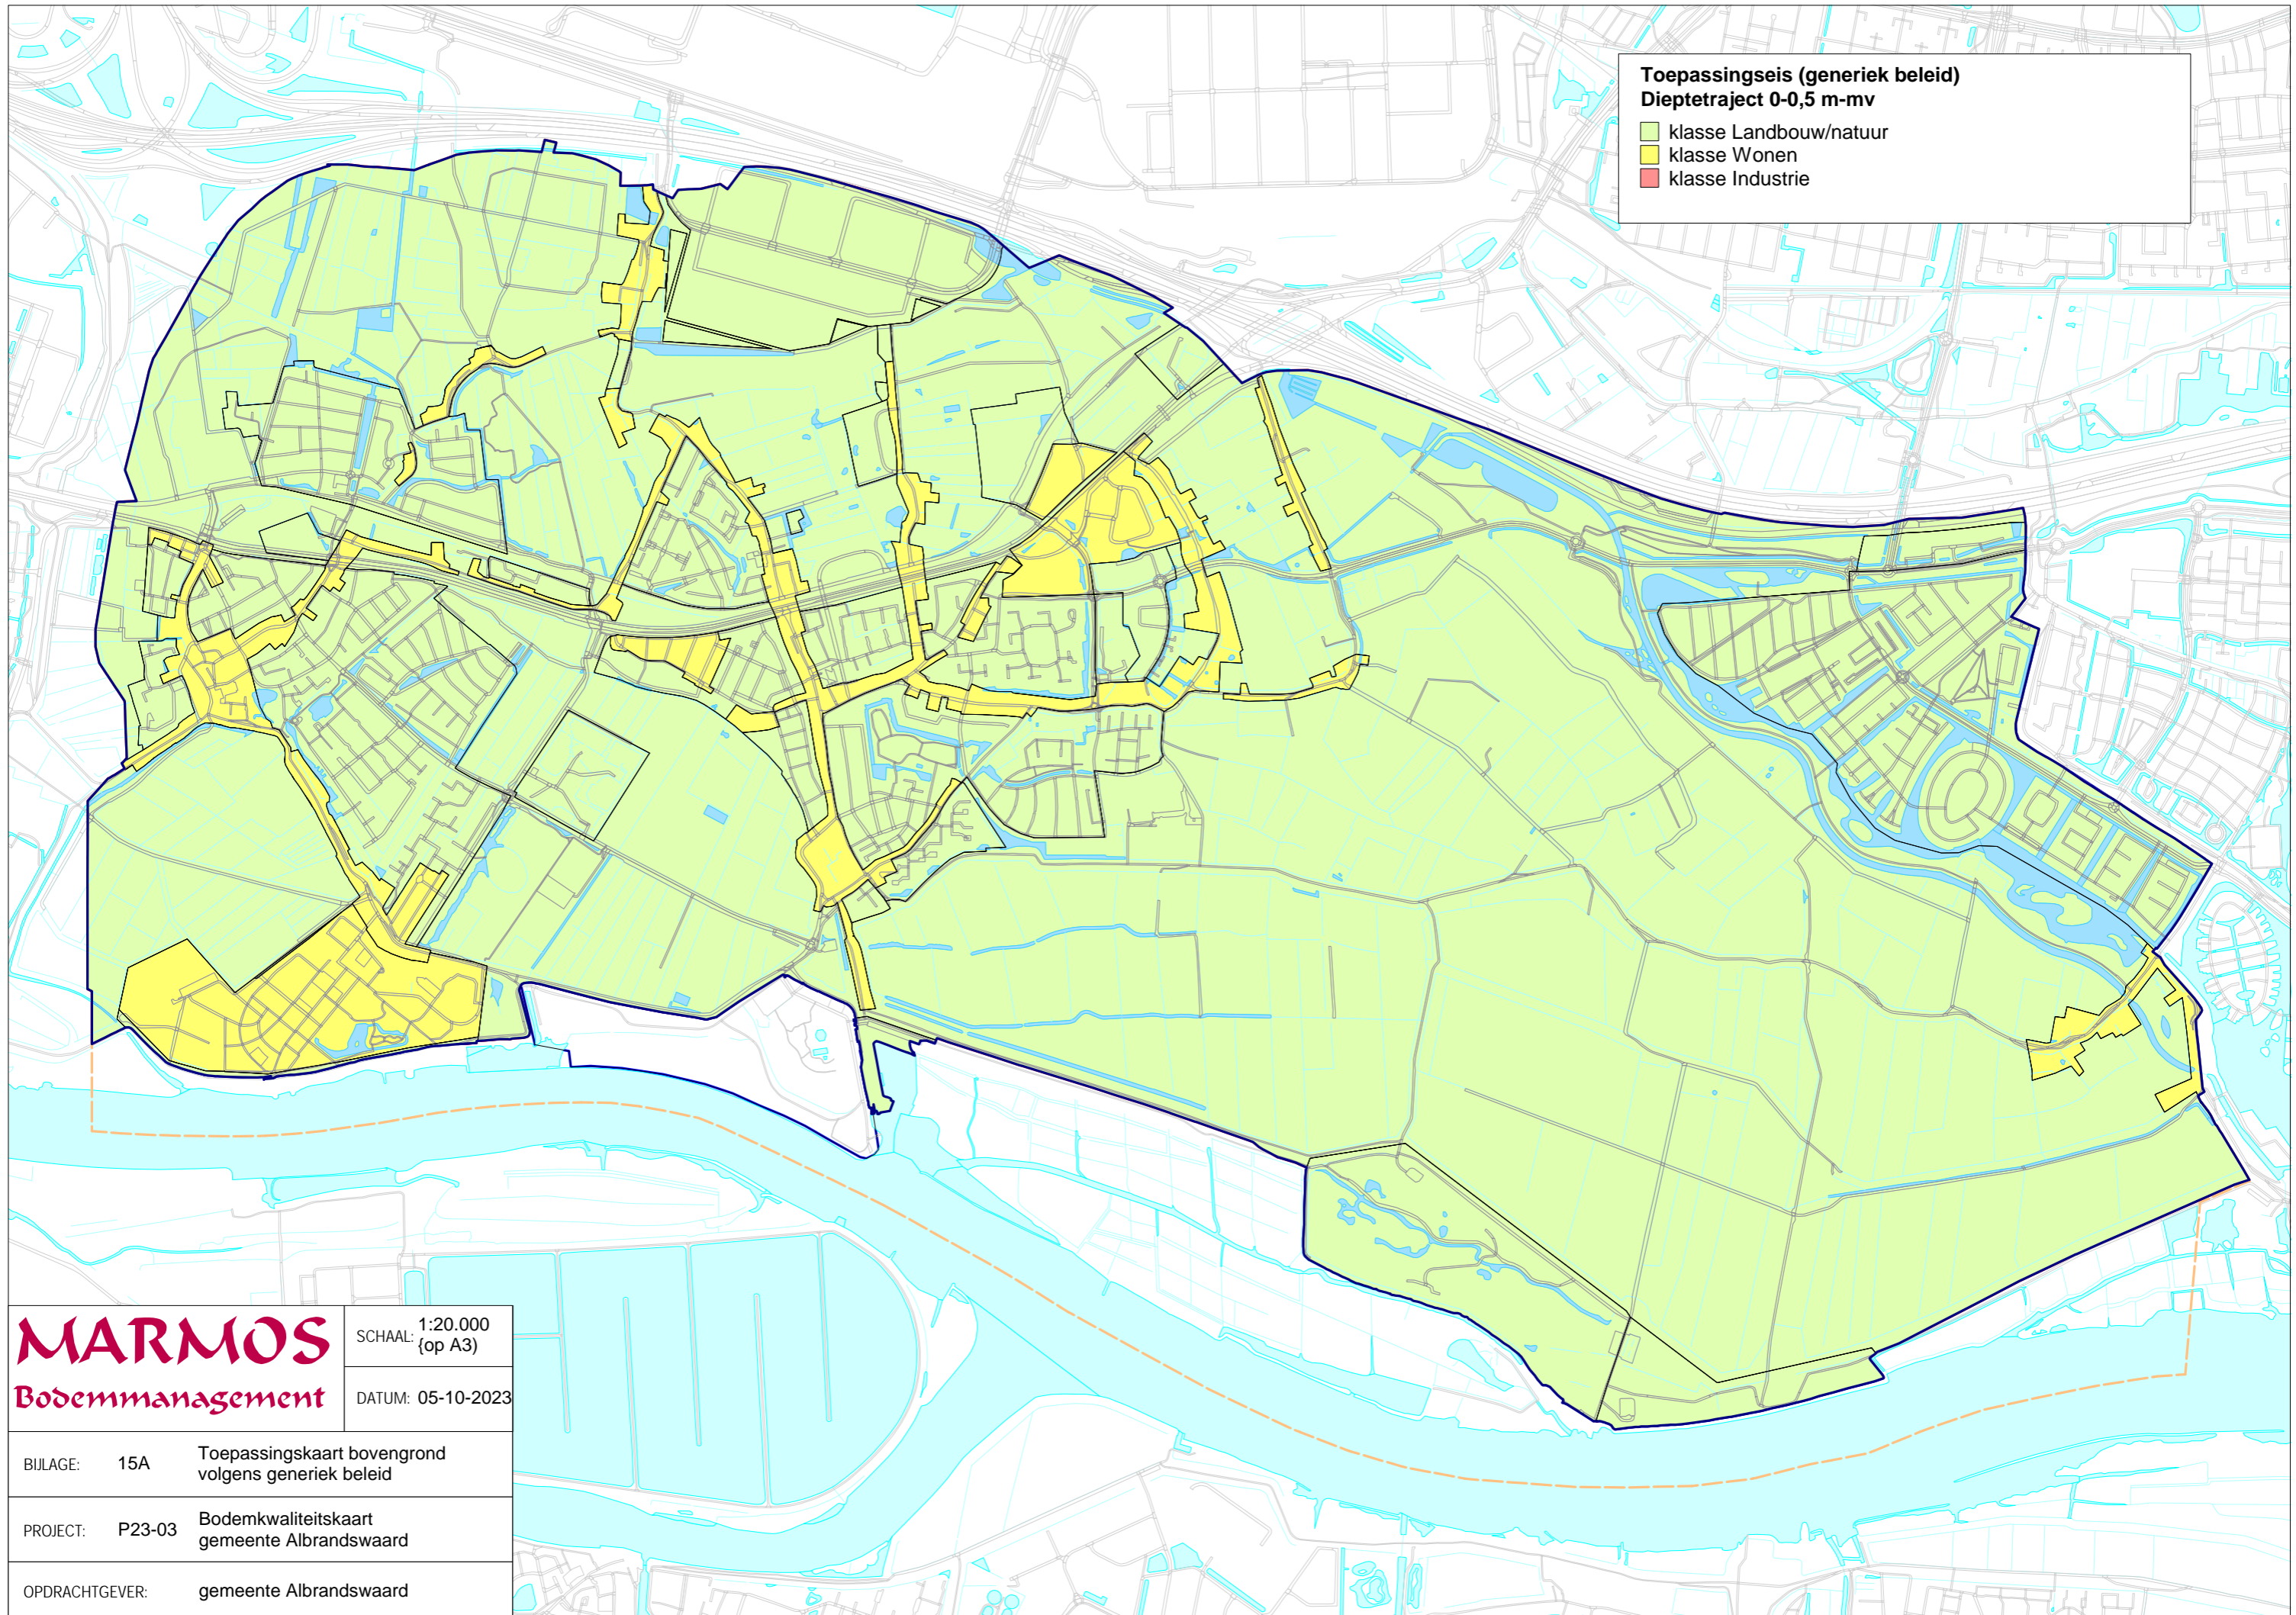 Toepassingseis (generiek beleid)
Dieptetraject 0-0,5 m-mv
klasse Landbouw/natuur
klasse Wonen
klasse Industrie
MARMOS
Bodemmanagement
SCHAAL: 1:20.000
{op A3)
DATUM: 05-10-2023
BIJLAGE: 15A Toepassingskaart bovengrond
volgens generiek beleid
PROJECT: P23-03 Bodemkwaliteitskaart
gemeente Albrandswaard
OPDRACHTGEVER: gemeente Albrandswaard